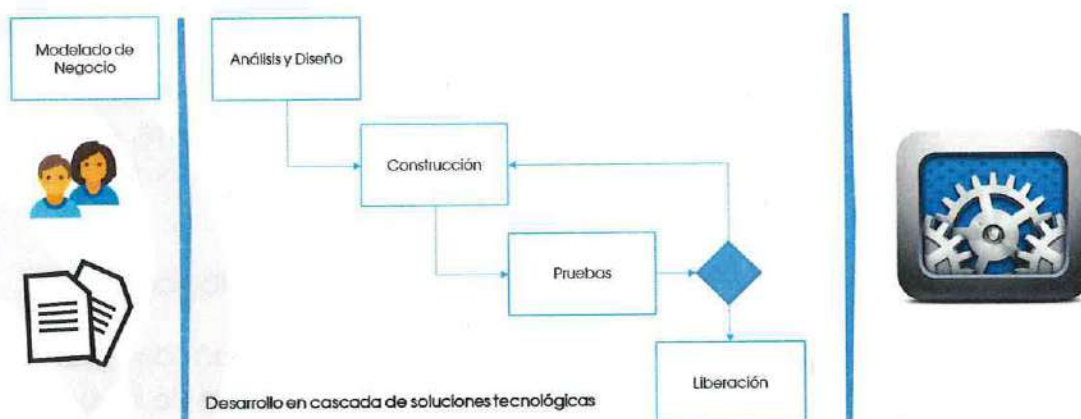 Modelado de
Negocio
Análisis y Diseño
Construcción
Pruebas
Liberación
Desarrollo en cascada de soluciones tecnológicas